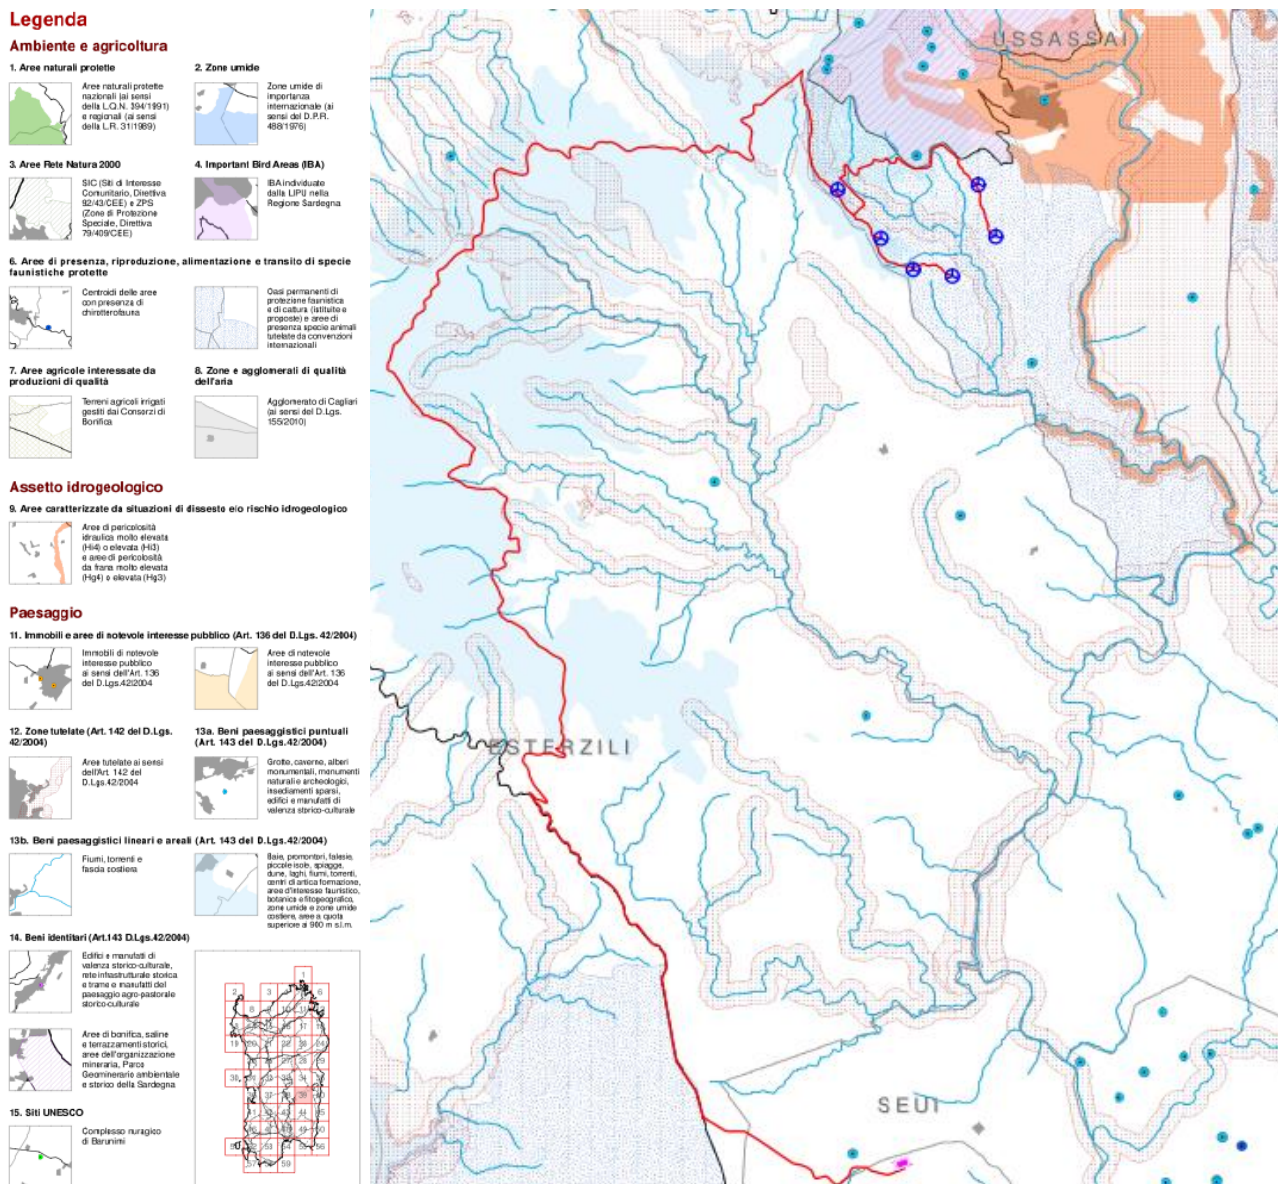 Legenda
Ambiente e agricoltura
1. Aree naturali protette
Aree naturali protette
nazionali (ai sensi
della L.Q.N. 394/1991)
e regionali (ai sensi
della L.R. 31/1989)
2. Zone umide
Zone umide di
importanza
internazionale (ai
sensi del D.P.R.
488/1976)
3. Aree Rete Natura 2000
SIC (Siti di Interesse
Comunitario, Direttiva
92/43/CEE) e ZPS
(Zone di Protezione
Speciale, Direttiva
79/409/CEE)
4. Important Bird Areas (IBA)
IBA individuate
dalla LIPU nella
Regione Sardegna
6. Aree di presenza, riproduzione, alimentazione e transito di specie
faunistiche protette
Centroidi delle aree
con presenza di
chirotterofauna
Oasi permanenti di
protezione faunistica
e di cattura (istituite e
proposte) e aree di
presenza specie animali
tutelate da convenzioni
internazionali
7. Aree agricole interessate da
produzioni di qualità
Terreni agricoli irrigati
gestiti dai Consorzi di
Bonifica
8. Zone e agglomerati di qualità
dell'aria
Agglomerato di Cagliari
(ai sensi del D.Lgs.
155/2010)
Assetto idrogeologico
9. Aree caratterizzate da situazioni di dissesto e/o rischio idrogeologico
Aree di pericolosità
idraulica molto elevata
(Hi4) o elevata (Hi3)
e aree di pericolosità
da frana molto elevata
(Hg4) o elevata (Hg3)
Paesaggio
11. Immobili e aree di notevole interesse pubblico (Art. 136 del D.Lgs. 42/2004)
Immobili di notevole
interesse pubblico
ai sensi dell'Art. 136
del D.Lgs.42/2004
Aree di notevole
interesse pubblico
ai sensi dell'Art. 136
del D.Lgs.42/2004
12. Zone tutelate (Art. 142 del D.Lgs.
42/2004)
Aree tutelate ai sensi
dell'Art. 142 del
D.Lgs.42/2004
13a. Beni paesaggistici puntuali
(Art. 143 del D.Lgs.42/2004)
Grotte, caverne, alberi
monumentali, monumenti
naturali e archeologici,
insediamenti sparsi,
edifici e manufatti di
valenza storico-culturale
13b. Beni paesaggistici lineari e areali (Art. 143 del D.Lgs.42/2004)
Fiumi, torrenti e
fascia costiera
Baie, promontori, falesie,
piccole isole, spiagge,
dune, laghi, fiumi, torrenti,
centri di antica formazione,
aree d'interesse faunistico,
botanico e fitogeografico,
zone umide e zone umide
costiere, aree a quota
superiore ai 900 m s.l.m.
14. Beni identitari (Art.143 D.Lgs.42/2004)
Edifici e manufatti di
valenza storico-culturale,
rete infrastrutturale storica
e trame e manufatti del
paesaggio agro-pastorale
storico-culturale
Aree di bonifica, saline
e terrazzamenti storici,
aree dell'organizzazione
mineraria, Parco
Geominerario ambientale
e storico della Sardegna
15. Siti UNESCO
Complesso nuragico
di Barumini
USSASSAI
ESTERZILI
SEUI